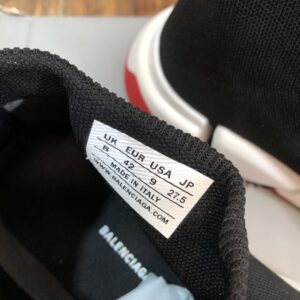 UK EUR USA JP
8 42 9 27.5
MADE IN ITALY
WWW.BALENCIAGA.COM
BALENCIAGA